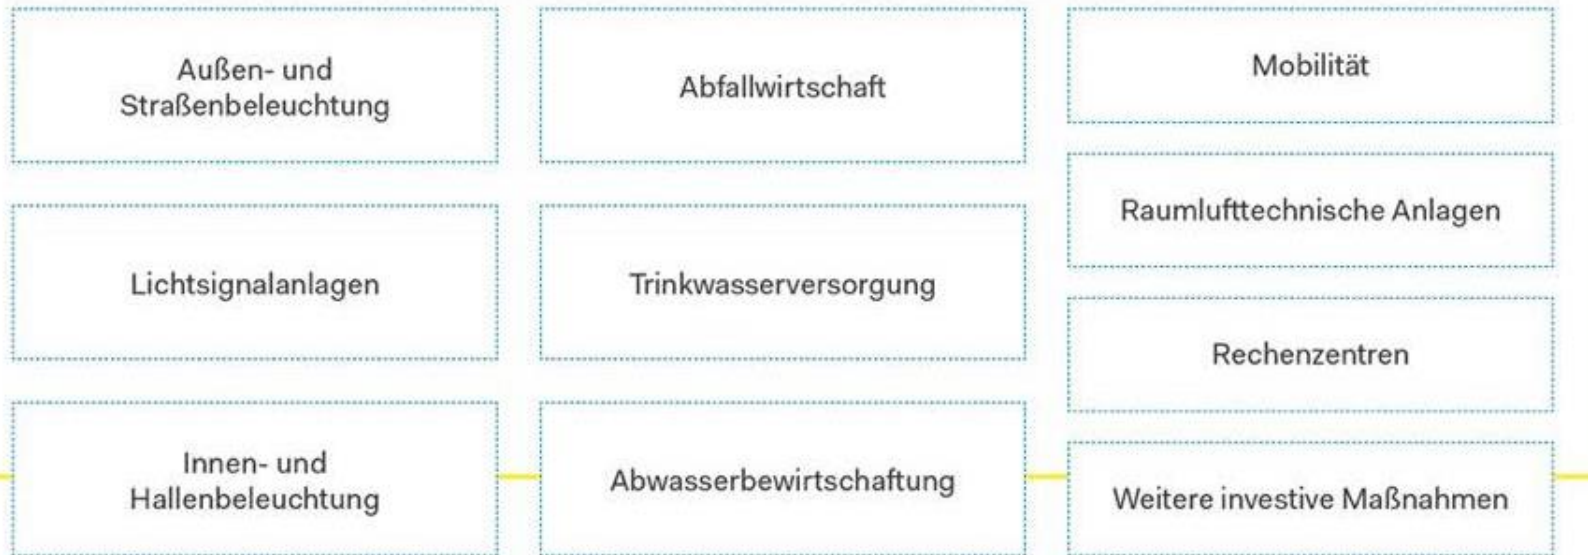 Außen- und
Straßenbeleuchtung
Lichtsignalanlagen
Innen- und
Hallenbeleuchtung
Abfallwirtschaft
Trinkwasserversorgung
Abwasserbewirtschaftung
Mobilität
Raumlufttechnische Anlagen
Rechenzentren
Weitere investive Maßnahmen